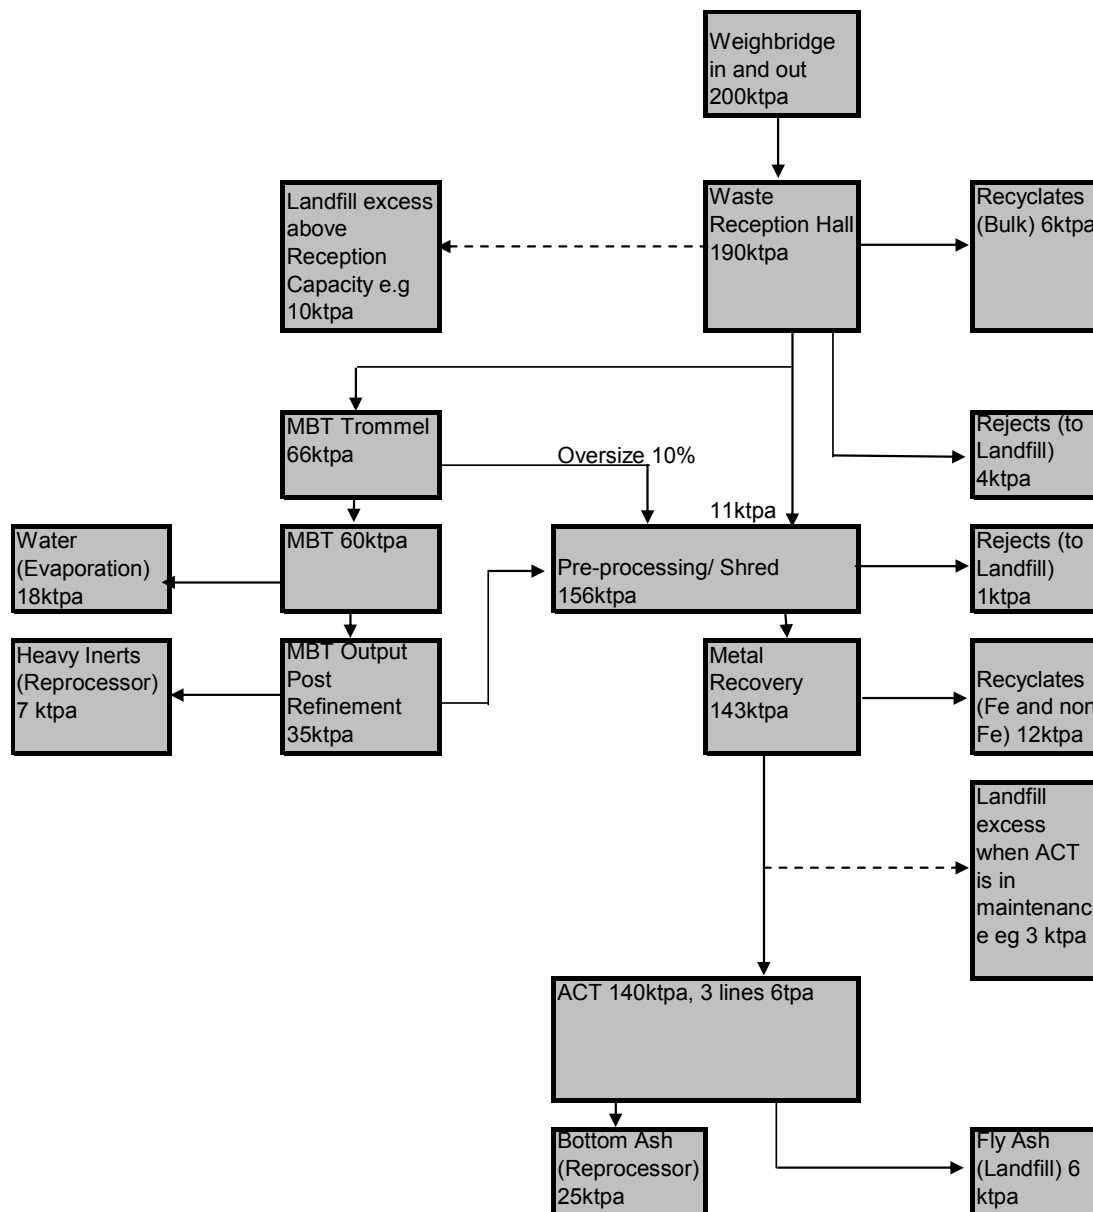 Weighbridge
in and out
200ktpa
Landfill excess
above
Reception
Capacity e.g
10ktpa
Waste
Reception Hall
190ktpa
Recyclates
(Bulk) 6ktpa
MBT Trommel
66ktpa
Oversize 10%
Rejects (to
Landfill)
4ktpa
11ktpa
Water
(Evaporation)
18ktpa
MBT 60ktpa
Pre-processing/ Shred
156ktpa
Rejects (to
Landfill)
1ktpa
Heavy Inerts
(Reprocessor)
7 ktpa
MBT Output
Post
Refinement
35ktpa
Metal
Recovery
143ktpa
Recyclates
(Fe and non
Fe) 12ktpa
Landfill
excess
when ACT
is in
maintenanc
e eg 3 ktpa
ACT 140ktpa, 3 lines 6tpa
Bottom Ash
(Reprocessor)
25ktpa
Fly Ash
(Landfill) 6
ktpa